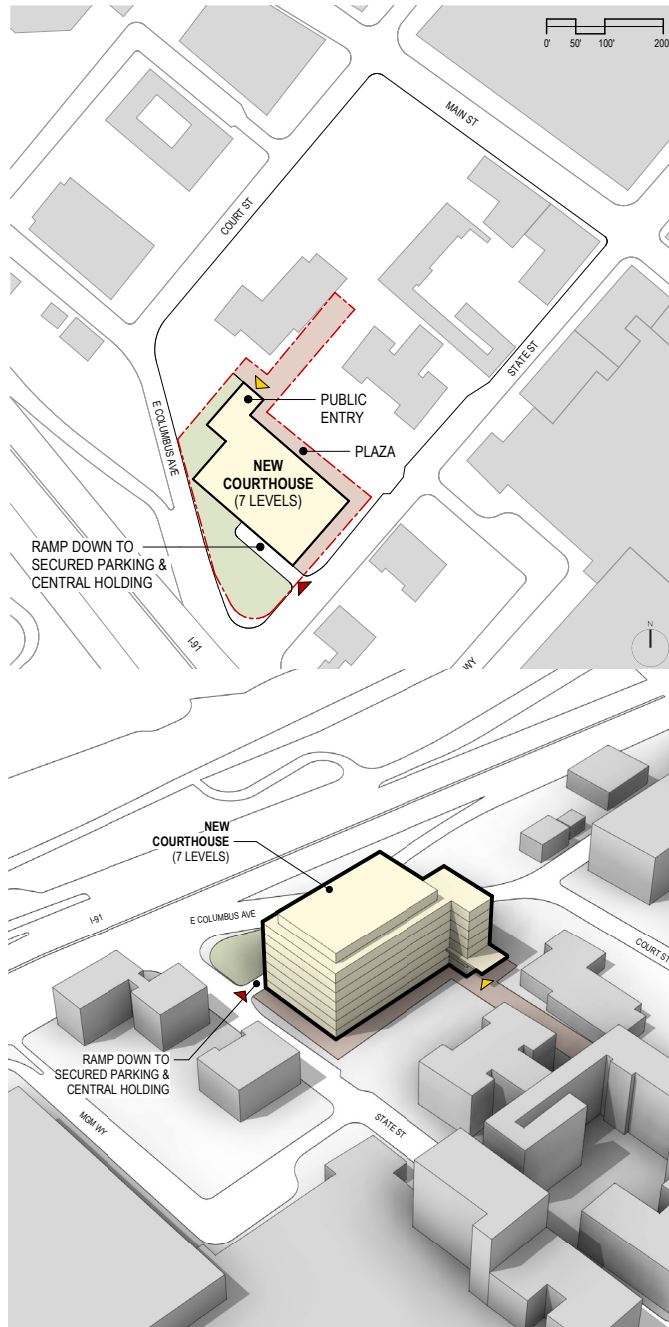 0' 50' 100' 200
MAIN ST
COURT ST
STATE ST
E COLUMBUS AVE
PUBLIC
ENTRY
PLAZA
NEW
COURTHOUSE
(7 LEVELS)
RAMP DOWN TO
SECURED PARKING &
CENTRAL HOLDING
I-91
N
WY
NEW
COURTHOUSE
(7 LEVELS)
E COLUMBUS AVE
I-91
COURT ST
RAMP DOWN TO
SECURED PARKING &
CENTRAL HOLDING
STATE ST
MGM WY